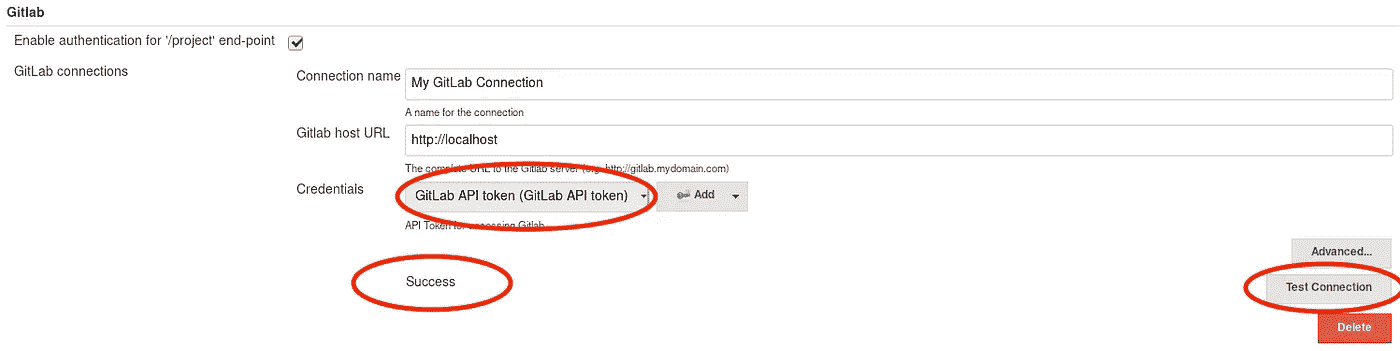 Gitlab
Enable authentication for '/project' end-point
GitLab connections
Connection name
My GitLab Connection
A name for the connection
Gitlab host URL
http://localhost
The complete URL to the Gitlab server (e.g. http://gitlab.mydomain.com)
Credentials
GitLab API token (GitLab API token)
Add
API Token for accessing Gitlab
Advanced...
Success
Test Connection
Delete